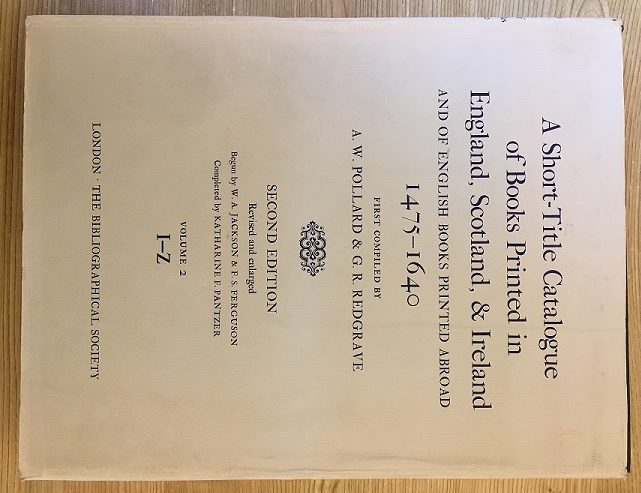 A Short-Title Catalogue
of Books Printed in
England, Scotland, & Ireland
AND OF ENGLISH BOOKS PRINTED ABROAD
1475–1640
FIRST COMPILED BY
A. W. POLLARD & G. R. REDGRAVE
SECOND EDITION
Revised and enlarged
Begun by W. A. JACKSON & F. S. FERGUSON
Completed by KATHARINE F. PANTZER
VOLUME 2
I–Z
LONDON · THE BIBLIOGRAPHICAL SOCIETY